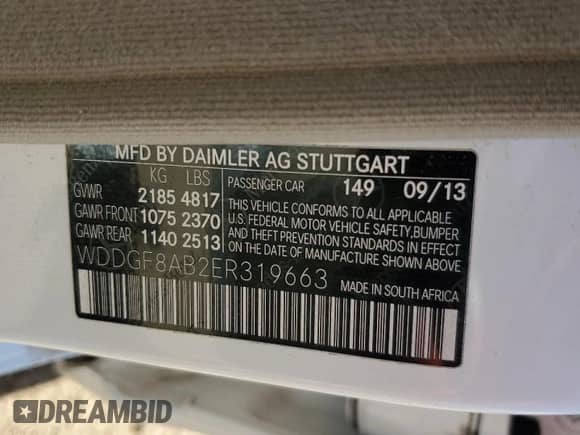 MFD BY DAIMLER AG STUTTGART
KG LBS
GVWR 2185 4817
GAWR FRONT 1075 2370
GAWR REAR 1140 2513
PASSENGER CAR 149 09/13
THIS VEHICLE CONFORMS TO ALL APPLICABLE
U.S. FEDERAL MOTOR VEHICLE SAFETY, BUMPER
AND THEFT PREVENTION STANDARDS IN EFFECT
ON THE DATE OF MANUFACTURE SHOWN ABOVE
WDDGF8AB2ER319663
MADE IN SOUTH AFRICA
DREAMBID